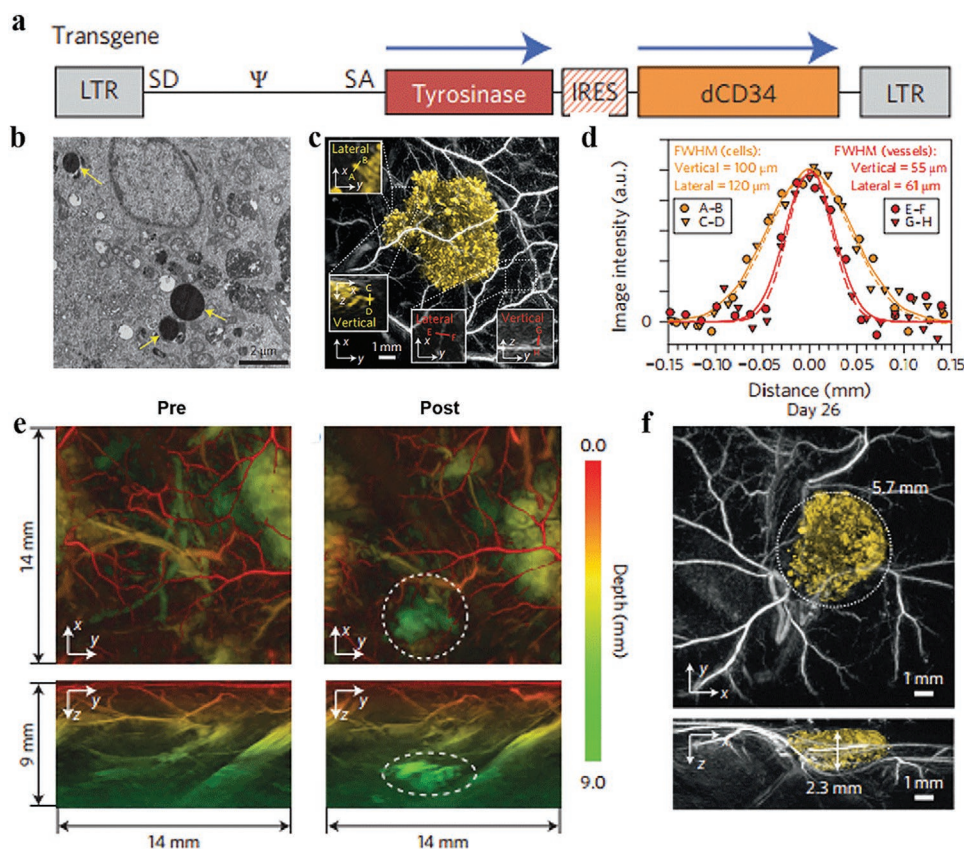 a
Transgene
LTR SD Ψ SA Tyrosinase IRES dCD34 LTR
b
2 μm
c
Lateral
B
A
x
y
C
z
D
Vertical
x
y
1 mm
Lateral
E F
x
y
Vertical
G
z
y
H
d
FWHM (cells):
Vertical = 100 μm
Lateral = 120 μm
A–B
C–D
FWHM (vessels):
Vertical = 55 μm
Lateral = 61 μm
E–F
G–H
Image intensity (a.u.)
0
−0.15 −0.10 −0.05 0.00 0.05 0.10 0.15
Distance (mm)
e
Pre Post
14 mm
x
y
x
y
9 mm
y
z
y
z
14 mm 14 mm
0.0
Depth (mm)
9.0
f
Day 26
5.7 mm
y
x
1 mm
z
2.3 mm
1 mm